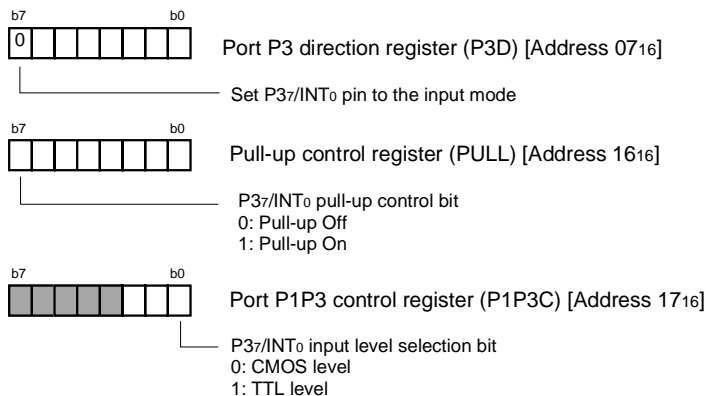 b7 b0
0
Port P3 direction register (P3D) [Address 0716]
Set P37/INT0 pin to the input mode
b7 b0
Pull-up control register (PULL) [Address 1616]
P37/INT0 pull-up control bit
0: Pull-up Off
1: Pull-up On
b7 b0
Port P1P3 control register (P1P3C) [Address 1716]
P37/INT0 input level selection bit
0: CMOS level
1: TTL level